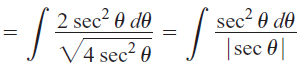 = ∫ 2 sec² θ dθ / √4 sec² θ = ∫ sec² θ dθ / |sec θ|